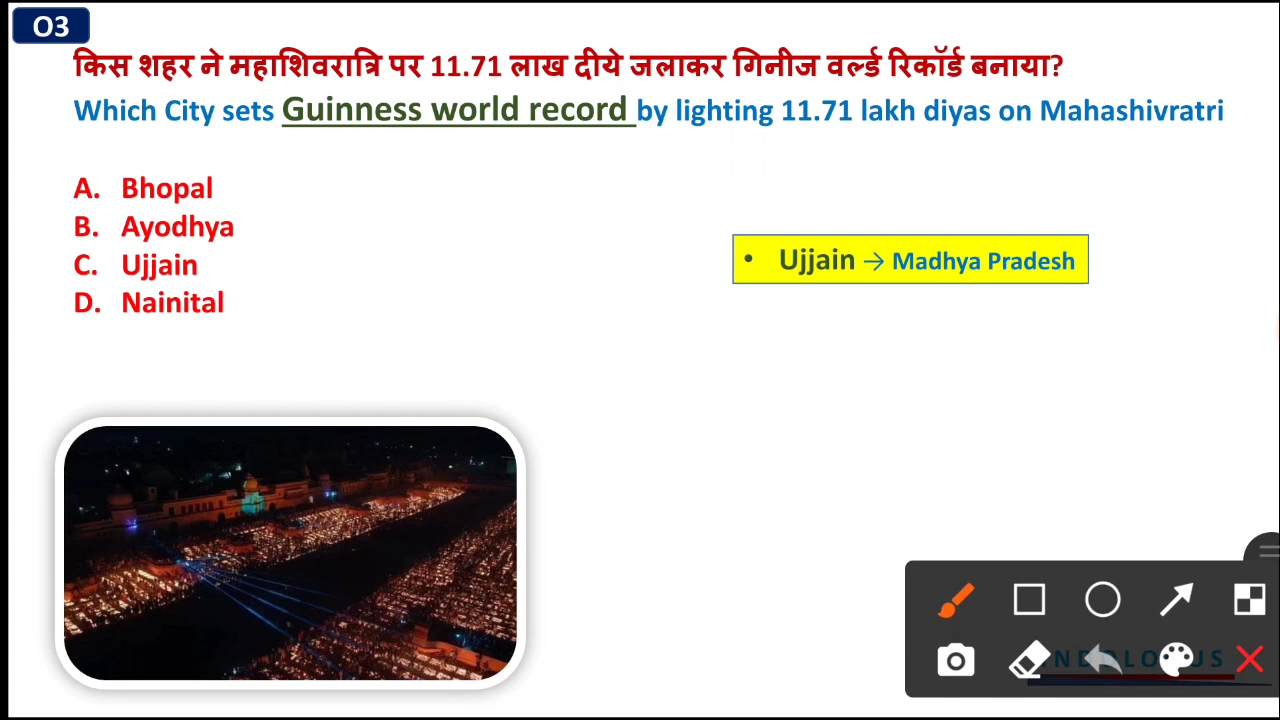 O3
किस शहर ने महाशिवरात्रि पर 11.71 लाख दीये जलाकर गिनीज वर्ल्ड रिकॉर्ड बनाया?
Which City sets Guinness world record by lighting 11.71 lakh diyas on Mahashivratri
A. Bhopal
B. Ayodhya
C. Ujjain
D. Nainital
• Ujjain → Madhya Pradesh